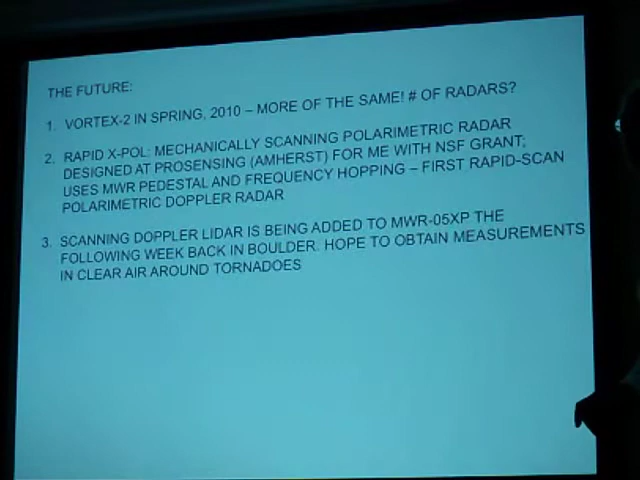 THE FUTURE:
1. VORTEX-2 IN SPRING, 2010 – MORE OF THE SAME! # OF RADARS?
2. RAPID X-POL: MECHANICALLY SCANNING POLARIMETRIC RADAR
DESIGNED AT PROSENSING (AMHERST) FOR ME WITH NSF GRANT;
USES MWR PEDESTAL AND FREQUENCY HOPPING – FIRST RAPID-SCAN
POLARIMETRIC DOPPLER RADAR
3. SCANNING DOPPLER LIDAR IS BEING ADDED TO MWR-05XP THE
FOLLOWING WEEK BACK IN BOULDER. HOPE TO OBTAIN MEASUREMENTS
IN CLEAR AIR AROUND TORNADOES